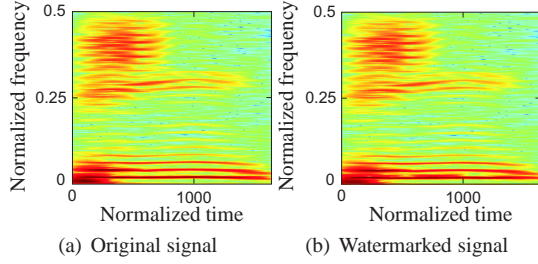 0.5
0.25
0
Normalized frequency
0
1000
Normalized time
(a) Original signal
0.5
0.25
0
Normalized frequency
0
1000
Normalized time
(b) Watermarked signal